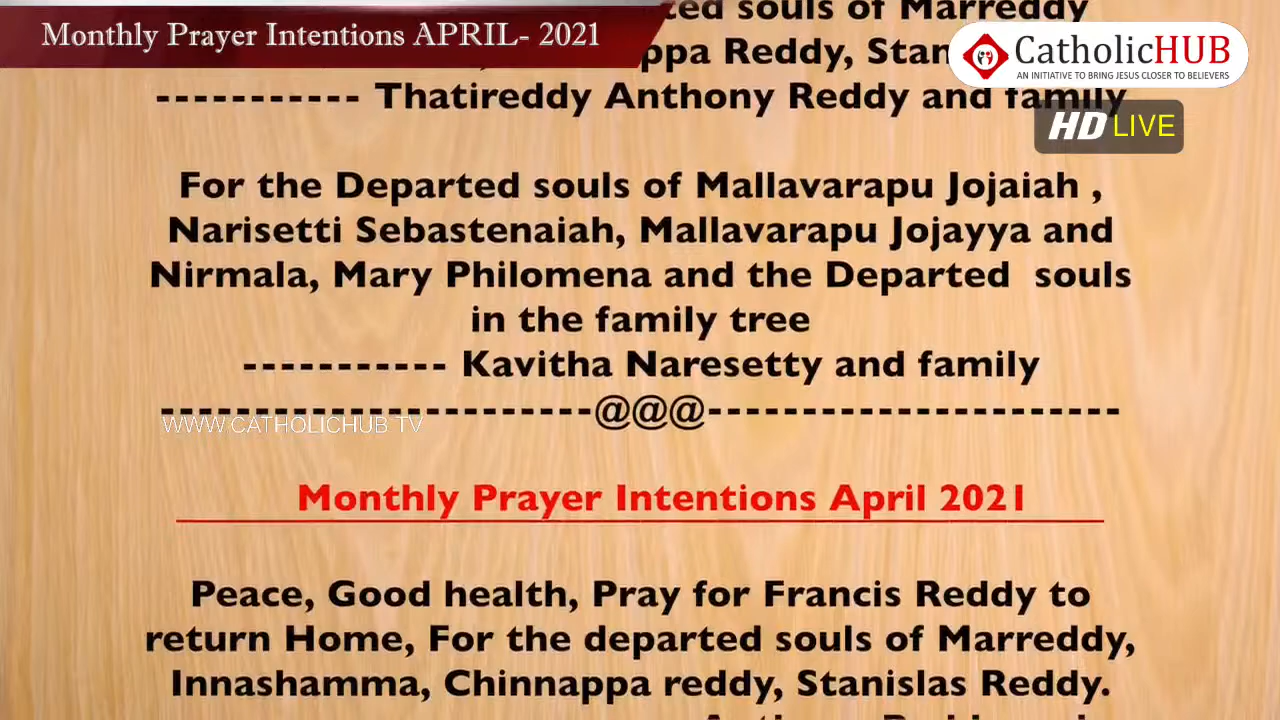 Monthly Prayer Intentions APRIL- 2021
ted souls of Marreddy
ppa Reddy, Stan
CatholicHUB
AN INITIATIVE TO BRING JESUS CLOSER TO BELIEVERS
----------- Thatireddy Anthony Reddy and family
HD LIVE
For the Departed souls of Mallavarapu Jojaiah ,
Narisetti Sebastenaiah, Mallavarapu Jojayya and
Nirmala, Mary Philomena and the Departed  souls
in the family tree
----------- Kavitha Naresetty and family
-----------------------@@@----------------------
WWW.CATHOLICHUB.TV
Monthly Prayer Intentions April 2021
Peace, Good health, Pray for Francis Reddy to
return Home, For the departed souls of Marreddy,
Innashamma, Chinnappa reddy, Stanislas Reddy.